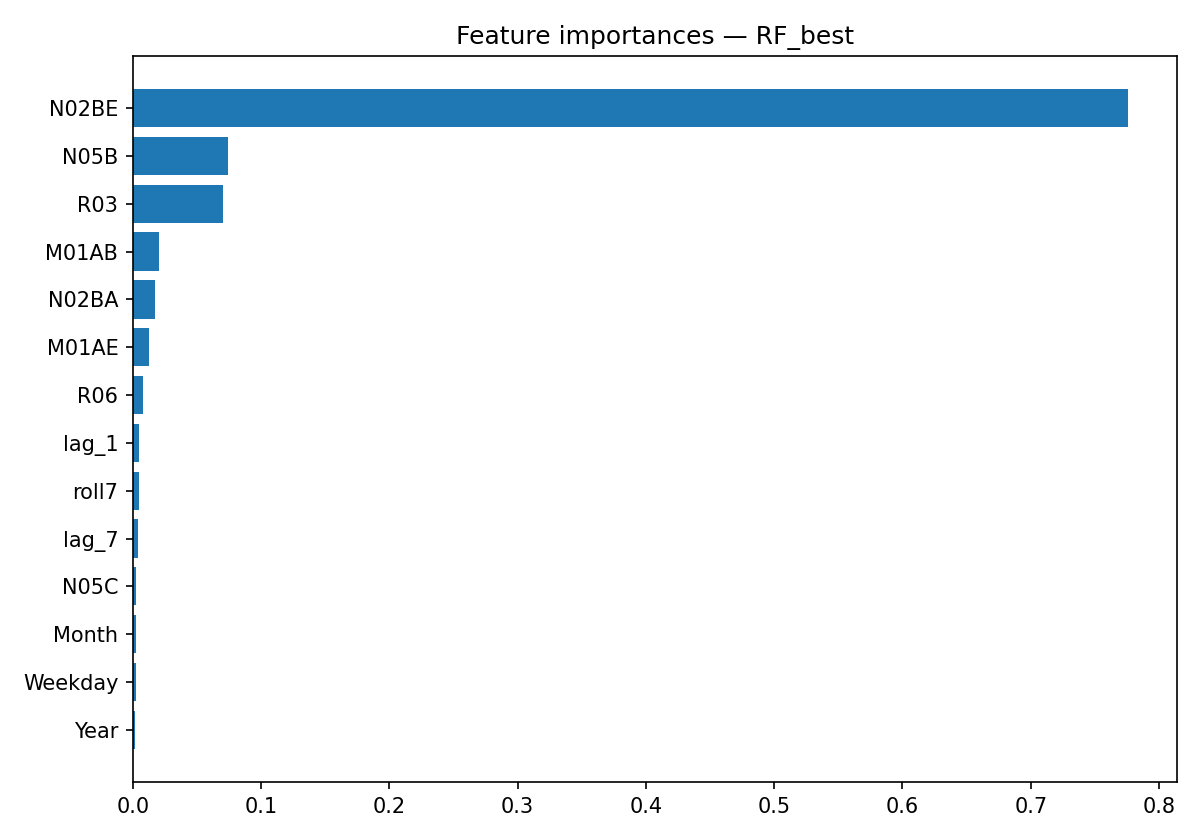 Feature importances — RF_best
N02BE
N05B
R03
M01AB
N02BA
M01AE
R06
lag_1
roll7
lag_7
N05C
Month
Weekday
Year
0.0 0.1 0.2 0.3 0.4 0.5 0.6 0.7 0.8